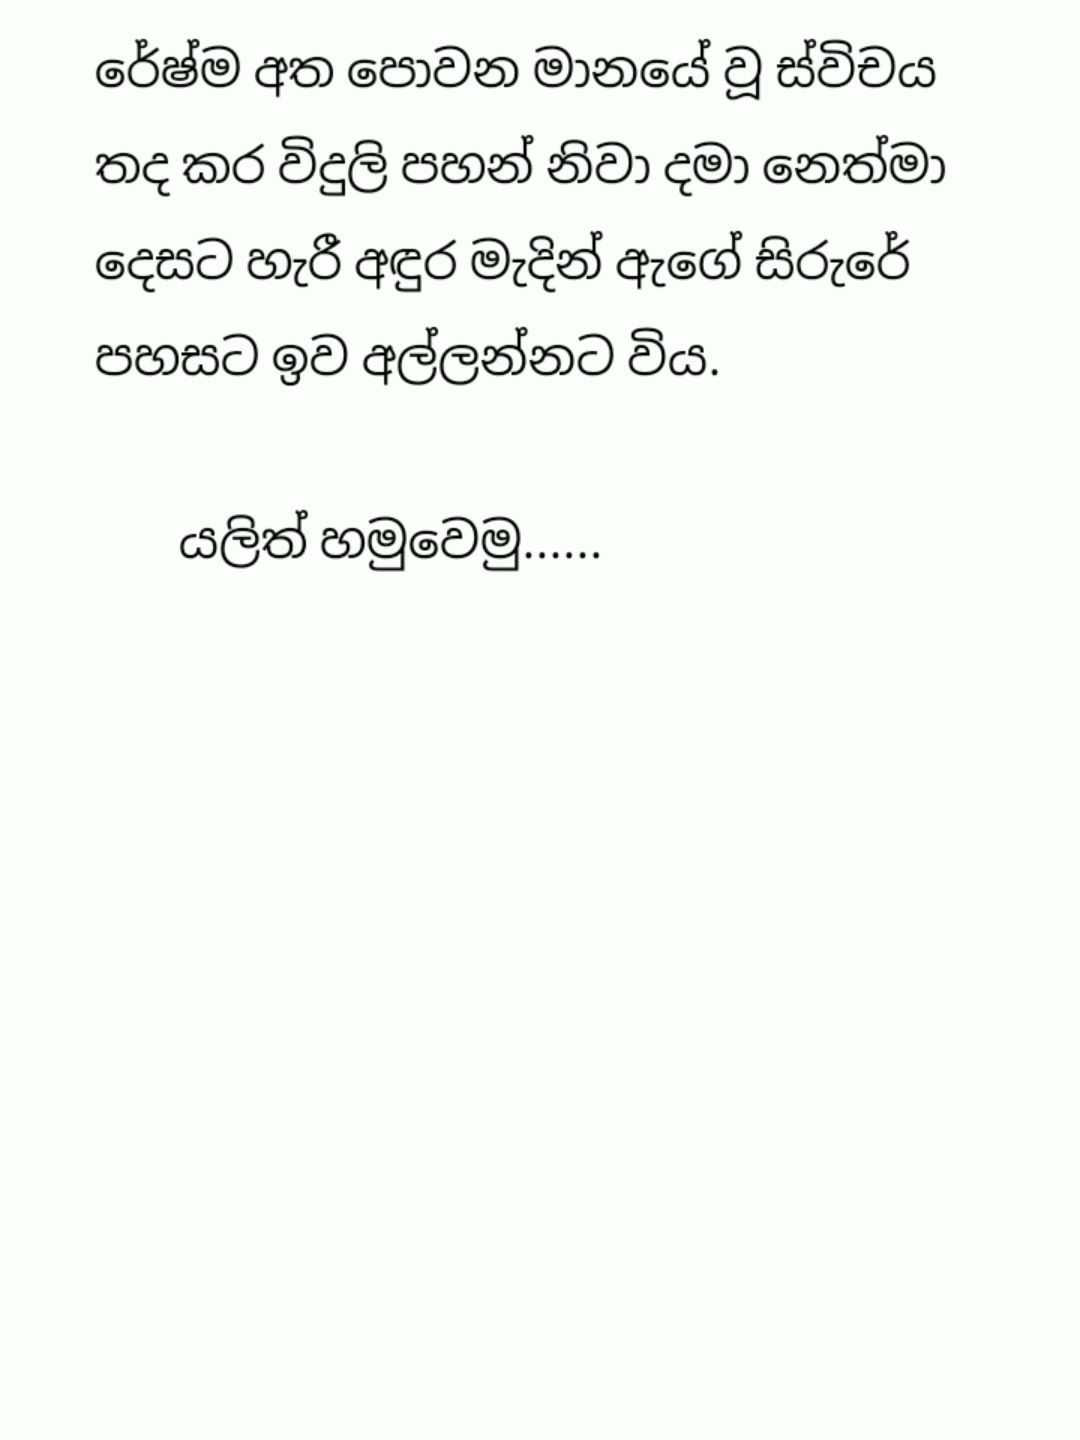 රේෂ්ම අත පොවන මානයේ වූ ස්විචය
තද කර විදුලි පහන් නිවා දමා නෙත්මා
දෙසට හැරී අඳුර මැදින් ඇගේ සිරුරේ
පහසට ඉව අල්ලන්නට විය.
යලිත් හමුවෙමු......